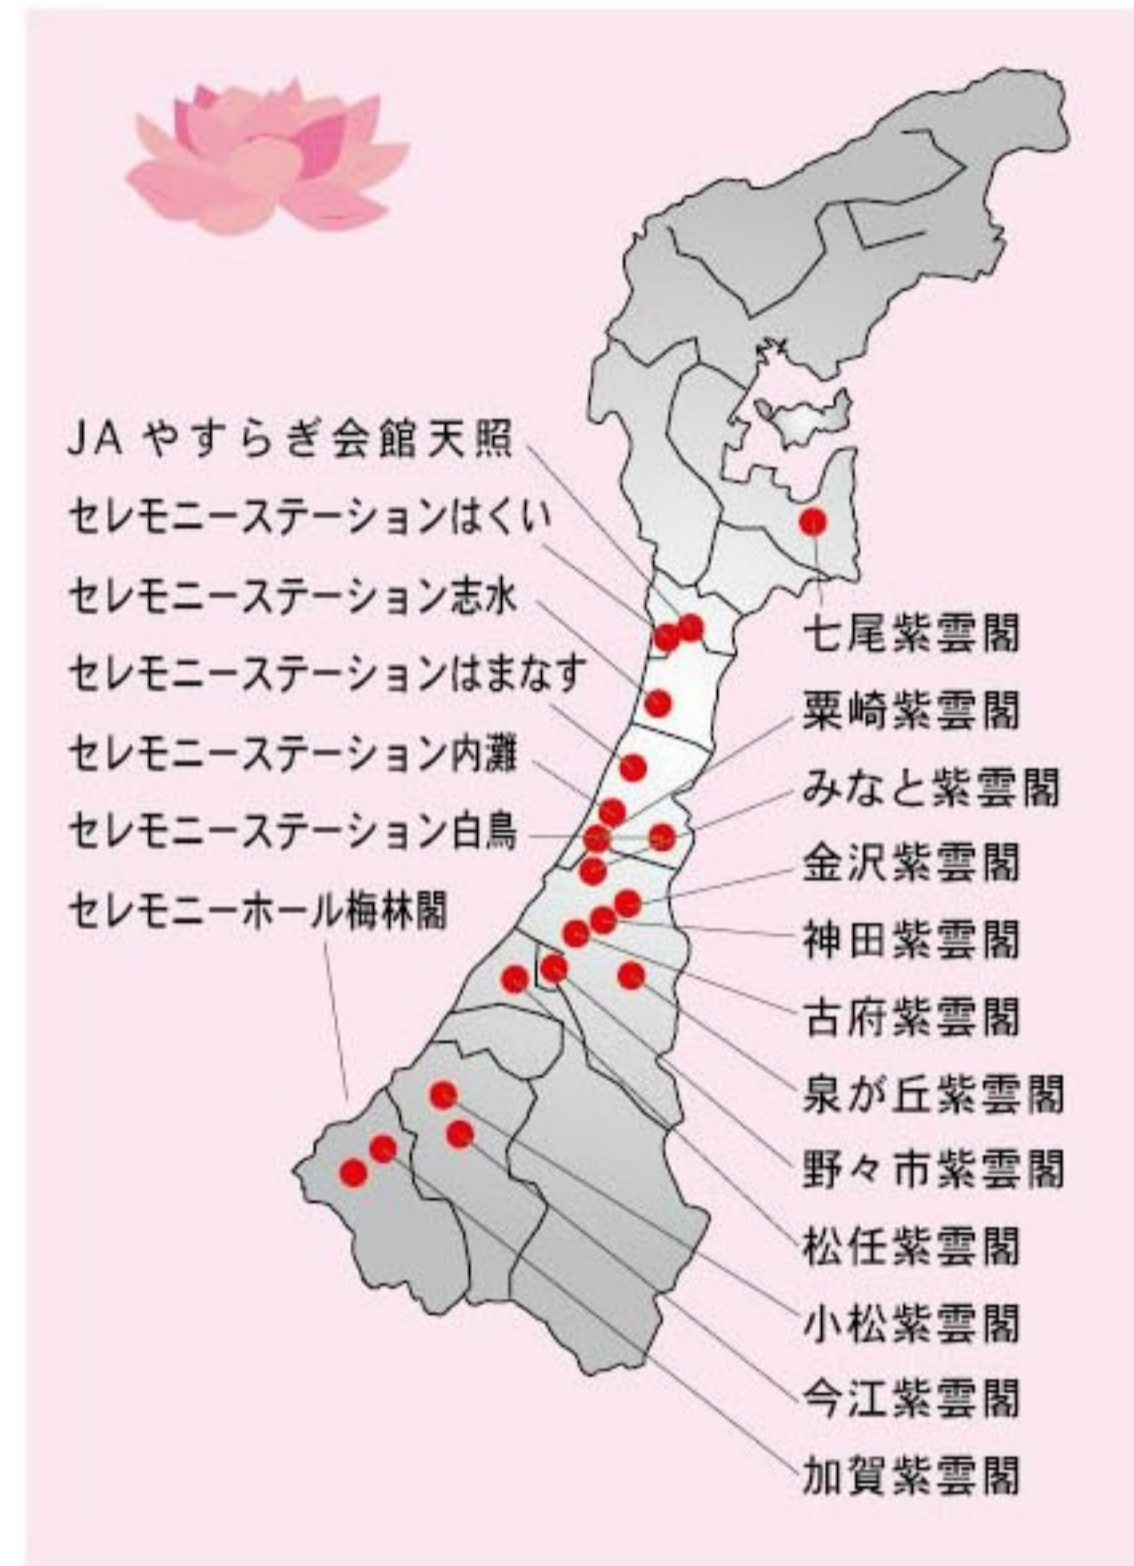 JA やすらぎ会館天照
セレモニーステーションはくい
セレモニーステーション志水
セレモニーステーションはまなす
セレモニーステーション内灘
セレモニーステーション白鳥
セレモニーホール梅林閣
七尾紫雲閣
粟崎紫雲閣
みなと紫雲閣
金沢紫雲閣
神田紫雲閣
古府紫雲閣
泉が丘紫雲閣
野々市紫雲閣
松任紫雲閣
小松紫雲閣
今江紫雲閣
加賀紫雲閣